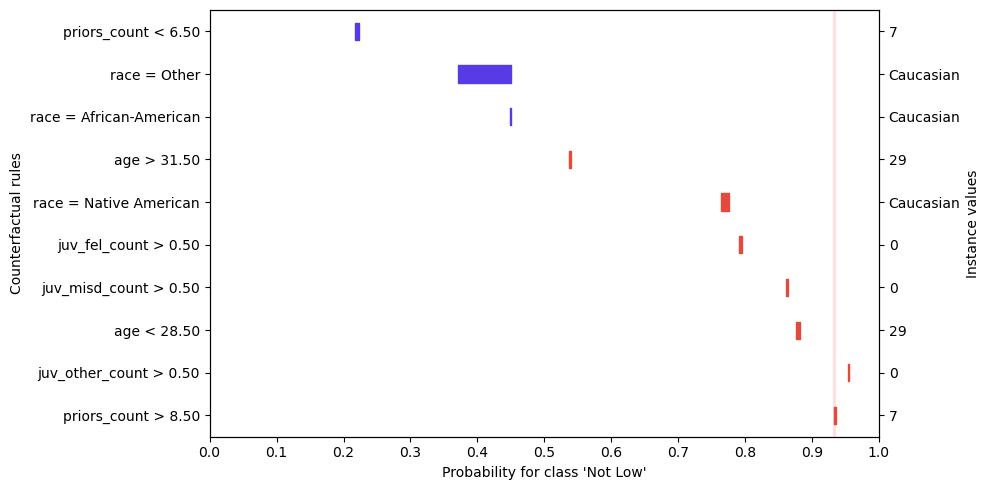 priors_count < 6.50 7
race = Other Caucasian
race = African-American Caucasian
age > 31.50 29
race = Native American Caucasian
juv_fel_count > 0.50 0
juv_misd_count > 0.50 0
age < 28.50 29
juv_other_count > 0.50 0
priors_count > 8.50 7
Counterfactual rules
Instance values
0.0 0.1 0.2 0.3 0.4 0.5 0.6 0.7 0.8 0.9 1.0
Probability for class 'Not Low'